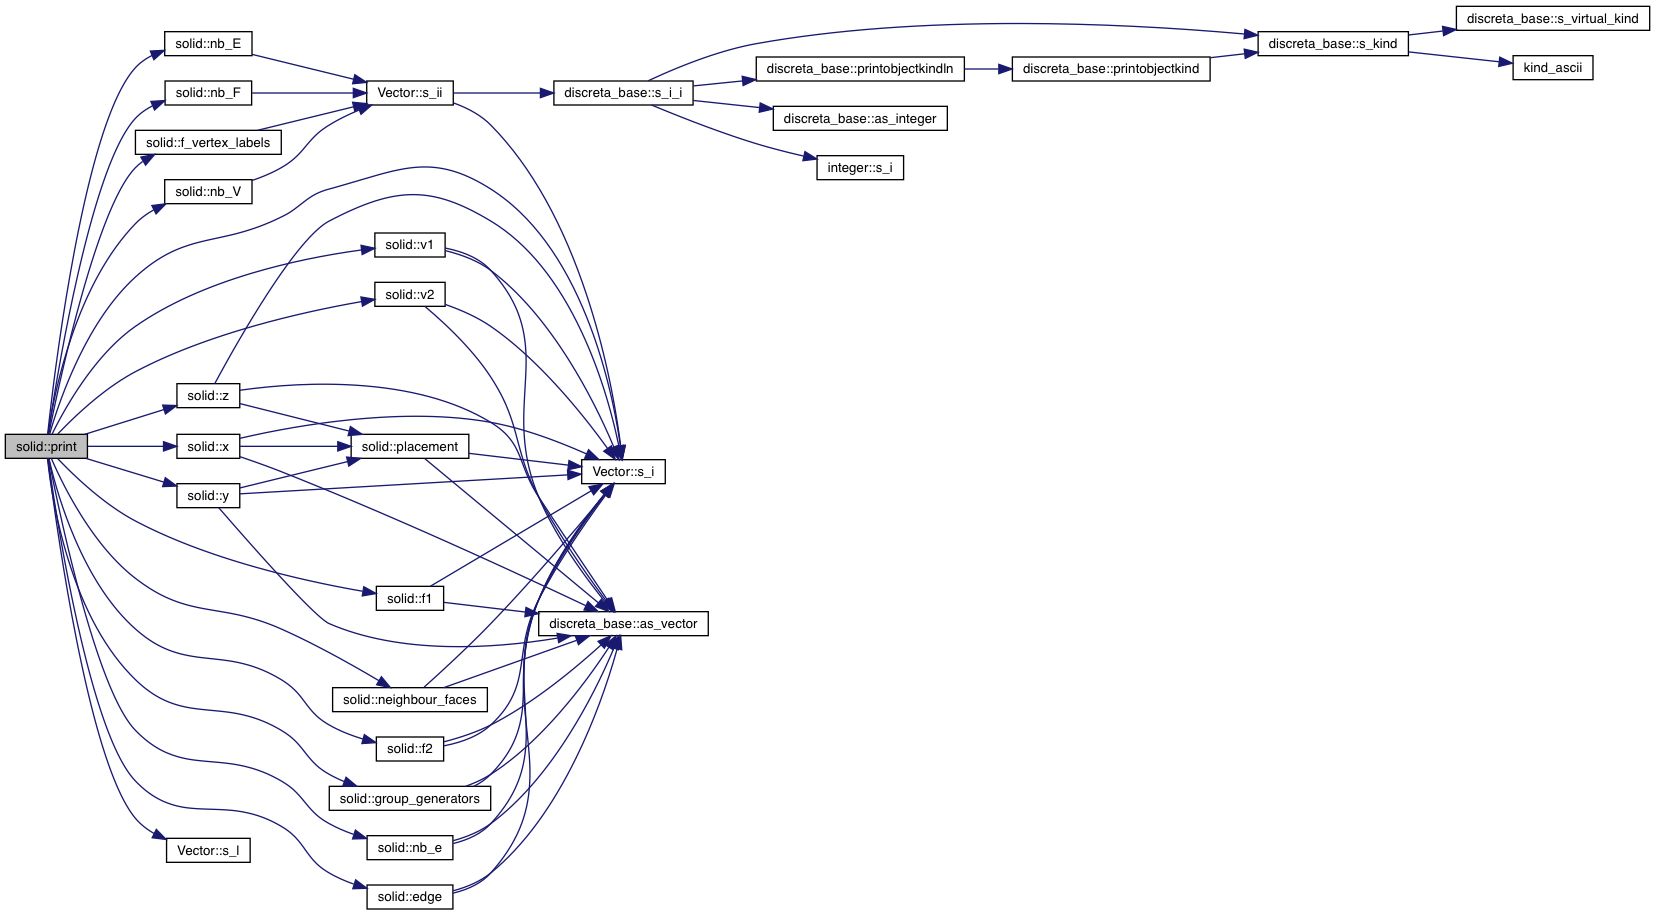 solid::print
solid::nb_E
solid::nb_F
solid::f_vertex_labels
solid::nb_V
solid::z
solid::x
solid::y
Vector::s_l
Vector::s_ii
solid::v1
solid::v2
solid::placement
solid::f1
solid::neighbour_faces
solid::f2
solid::group_generators
solid::nb_e
solid::edge
discreta_base::s_i_i
Vector::s_i
discreta_base::as_vector
discreta_base::printobjectkindln
discreta_base::as_integer
integer::s_i
discreta_base::printobjectkind
discreta_base::s_kind
discreta_base::s_virtual_kind
kind_ascii